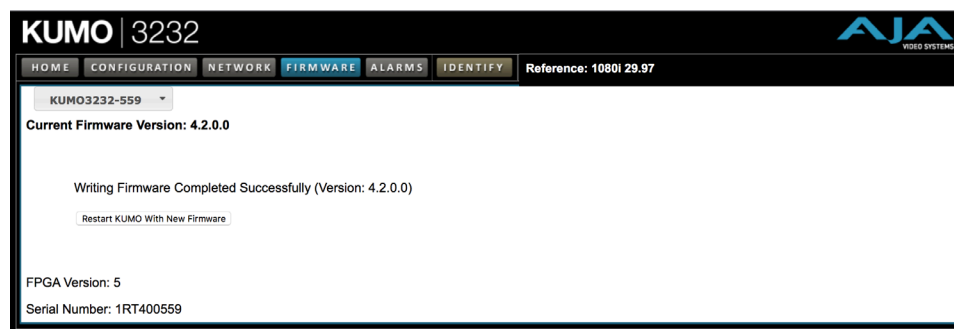 KUMO | 3232
AJA
VIDEO SYSTEMS
HOME CONFIGURATION NETWORK FIRMWARE ALARMS IDENTIFY Reference: 1080i 29.97
KUMO3232-559
Current Firmware Version: 4.2.0.0
Writing Firmware Completed Successfully (Version: 4.2.0.0)
Restart KUMO With New Firmware
FPGA Version: 5
Serial Number: 1RT400559